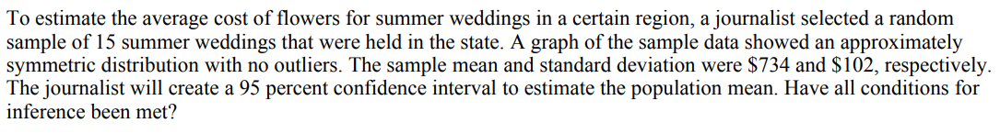 To estimate the average cost of flowers for summer weddings in a certain region, a journalist selected a random
sample of 15 summer weddings that were held in the state. A graph of the sample data showed an approximately
symmetric distribution with no outliers. The sample mean and standard deviation were $734 and $102, respectively.
The journalist will create a 95 percent confidence interval to estimate the population mean. Have all conditions for
inference been met?